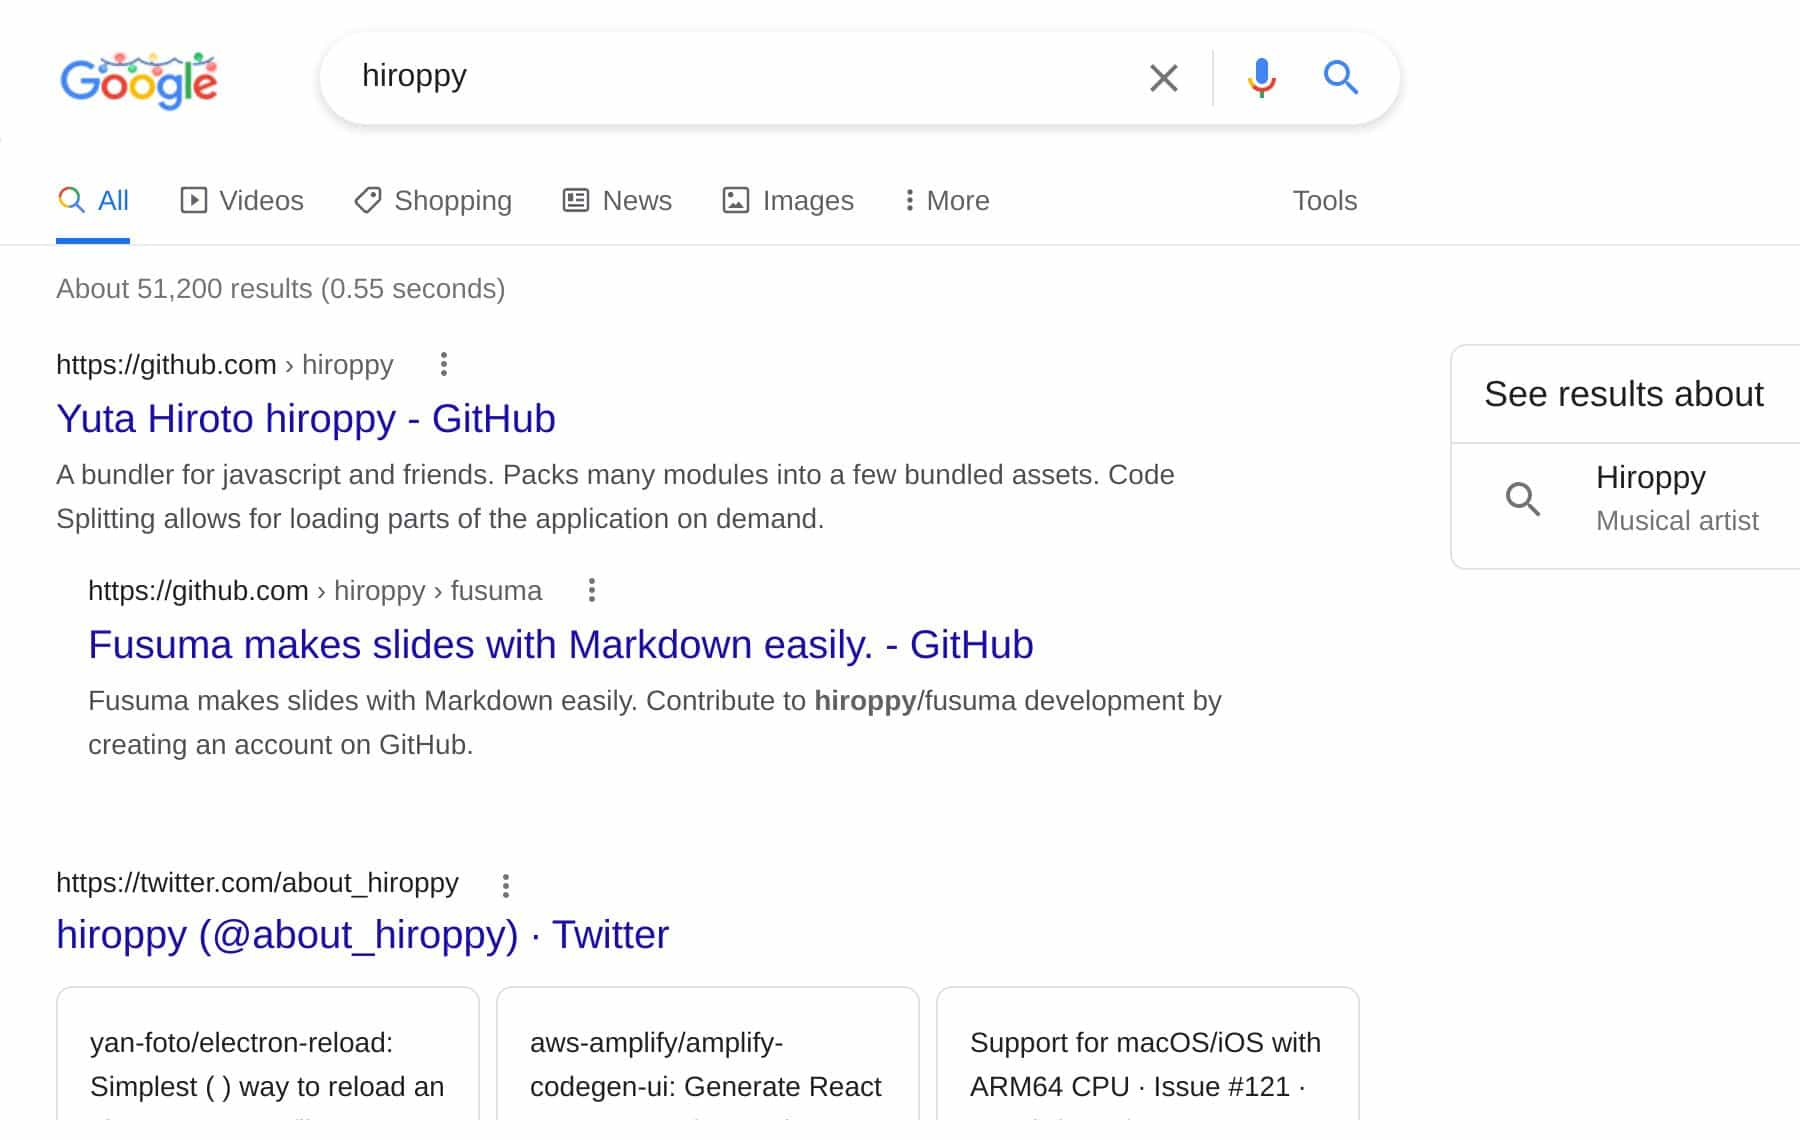 Google
hiroppy
All Videos Shopping News Images More Tools
About 51,200 results (0.55 seconds)
https://github.com › hiroppy
Yuta Hiroto hiroppy - GitHub
A bundler for javascript and friends. Packs many modules into a few bundled assets. Code
Splitting allows for loading parts of the application on demand.
https://github.com › hiroppy › fusuma
Fusuma makes slides with Markdown easily. - GitHub
Fusuma makes slides with Markdown easily. Contribute to hiroppy/fusuma development by
creating an account on GitHub.
https://twitter.com/about_hiroppy
hiroppy (@about_hiroppy) · Twitter
yan-foto/electron-reload:
Simplest ( ) way to reload an
aws-amplify/amplify-
codegen-ui: Generate React
Support for macOS/iOS with
ARM64 CPU · Issue #121 ·
See results about
Hiroppy
Musical artist